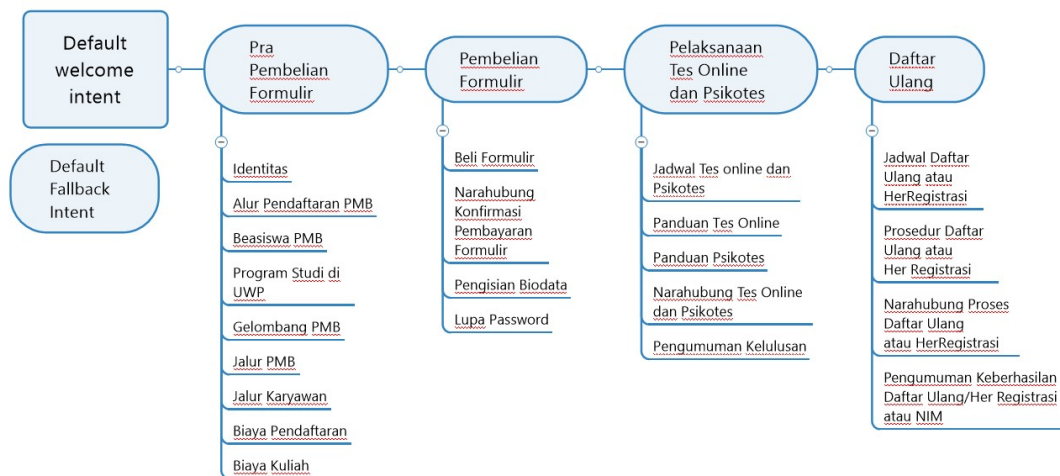 Default
welcome
intent
Default
Fallback
Intent
Pra
Pembelian
Formulir
Identitas
Alur Pendaftaran PMB
Beasiswa PMB
Program Studi di
UWP
Gelombang PMB
Jalur PMB
Jalur Karyawan
Biaya Pendaftaran
Biaya Kuliah
Pembelian
Formulir
Beli Formulir
Narahubung
Konfirmasi
Pembayaran
Formulir
Pengisian Biodata
Lupa Password
Pelaksanaan
Tes Online
dan Psikotes
Jadwal Tes online dan
Psikotes
Panduan Tes Online
Panduan Psikotes
Narahubung Tes Online
dan Psikotes
Pengumuman Kelulusan
Daftar
Ulang
Jadwal Daftar
Ulang atau
HerRegistrasi
Prosedur Daftar
Ulang atau
Her Registrasi
Narahubung Proses
Daftar Ulang
atau HerRegistrasi
Pengumuman Keberhasilan
Daftar Ulang/Her Registrasi
atau NIM